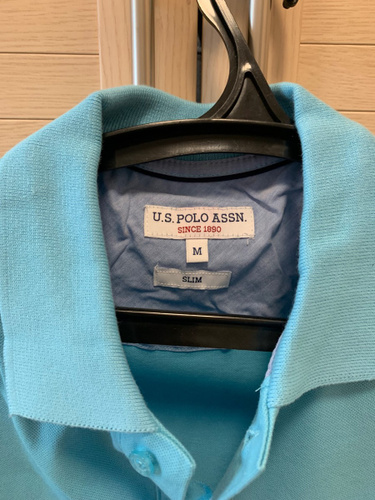 U.S. POLO ASSN.
SINCE 1890
M
SLIM